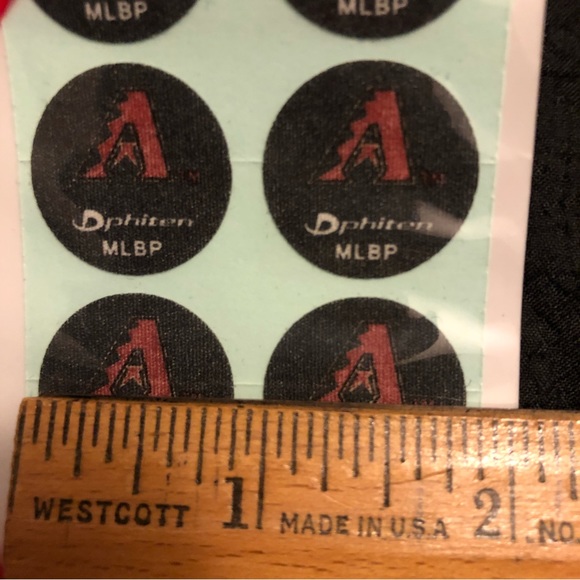 MLBP
MLBP
A
A
phiten
phiten
MLBP
MLBP
A
A
WESTCOTT
1
MADE IN U.S.A
2
NO.